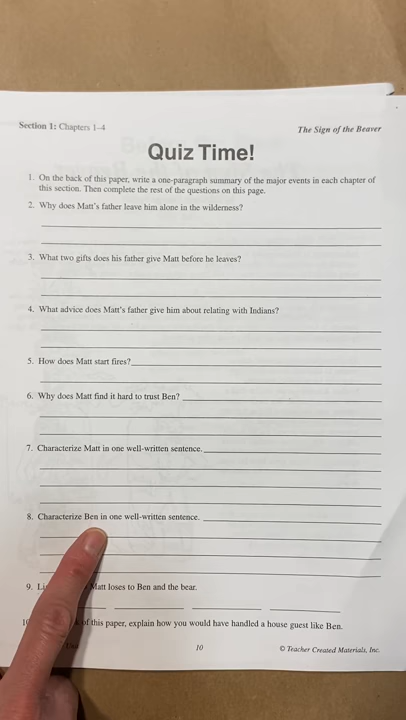 Section 1: Chapters 1–4
The Sign of the Beaver
Quiz Time!
1. On the back of this paper, write a one-paragraph summary of the major events in each chapter of
this section. Then complete the rest of the questions on this page.
2. Why does Matt's father leave him alone in the wilderness?
3. What two gifts does his father give Matt before he leaves?
4. What advice does Matt's father give him about relating with Indians?
5. How does Matt start fires?
6. Why does Matt find it hard to trust Ben?
7. Characterize Matt in one well-written sentence.
8. Characterize Ben in one well-written sentence.
9. Matt loses to Ben and the bear.
of this paper, explain how you would have handled a house guest like Ben.
10
© Teacher Created Materials, Inc.